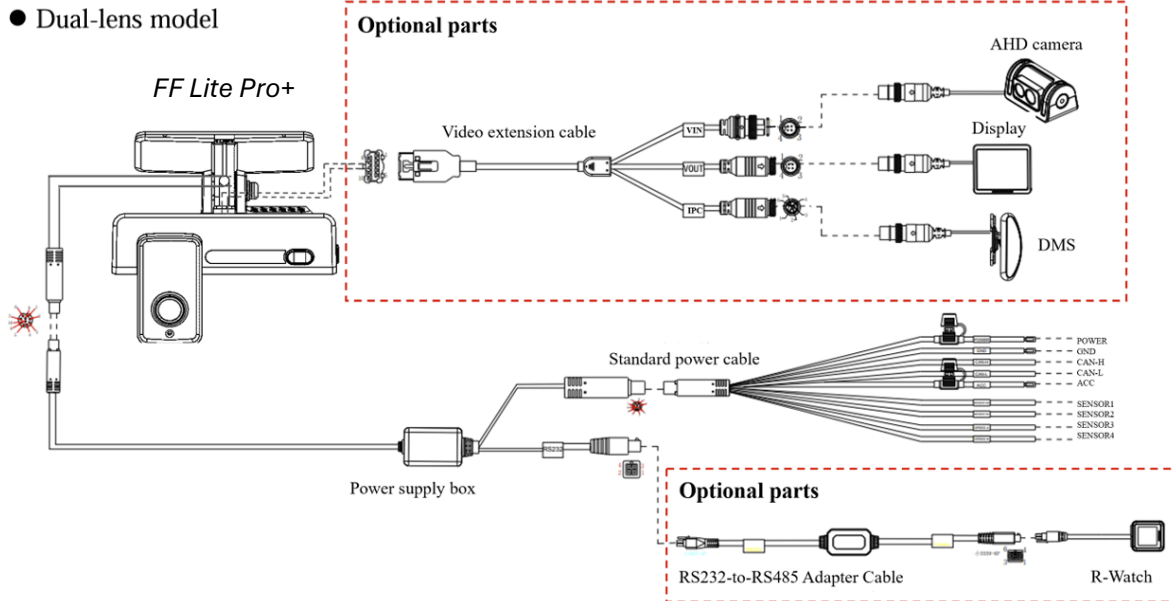 ● Dual-lens model
Optional parts
FF Lite Pro+
AHD camera
Video extension cable
VIN
Display
VOUT
IPC
DMS
Standard power cable
POWER
GND
CAN-H
CAN-L
ACC
SENSOR1
SENSOR2
SENSOR3
SENSOR4
RS232
Power supply box
Optional parts
RS232-to-RS485 Adapter Cable
R-Watch